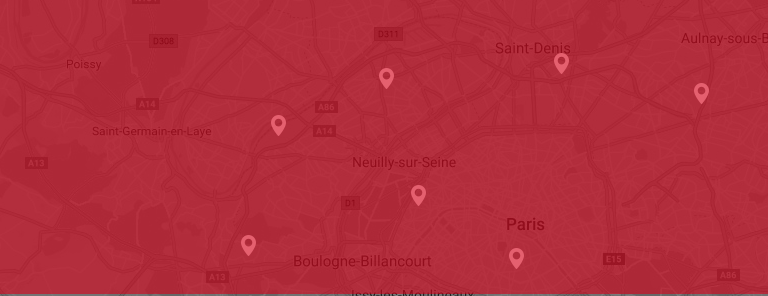 D308
D311
Saint-Denis
Aulnay-sous-B
Poissy
A14
A86
A14
Saint-Germain-en-Laye
A13
Neuilly-sur-Seine
D1
Paris
Boulogne-Billancourt
E15
A13
A86
Issy-les-Moulineaux